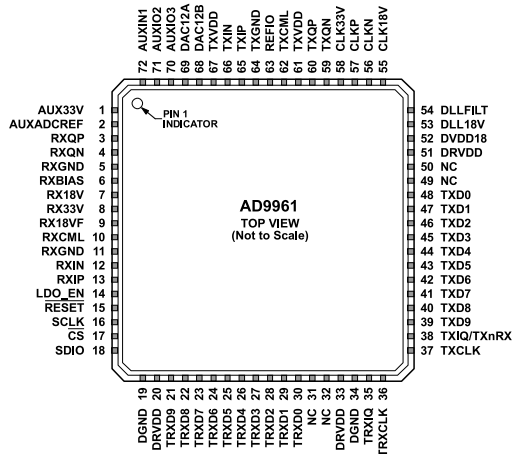 72 AUXIN1
71 AUXIO2
70 AUXIO3
69 DAC12A
68 DAC12B
67 TXVDD
66 TXIN
65 TXIP
64 TXGND
63 REFIO
62 TXCML
61 TXVDD
60 TXQP
59 TXQN
58 CLK33V
57 CLKP
56 CLKN
55 CLK18V
AUX33V 1
AUXADCREF 2
RXQP 3
RXQN 4
RXGND 5
RXBIAS 6
RX18V 7
RX33V 8
RX18VF 9
RXCML 10
RXGND 11
RXIN 12
RXIP 13
LDO_EN 14
RESET 15
SCLK 16
CS 17
SDIO 18
PIN 1
INDICATOR
AD9961
TOP VIEW
(Not to Scale)
54 DLLFILT
53 DLL18V
52 DVDD18
51 DRVDD
50 NC
49 NC
48 TXD0
47 TXD1
46 TXD2
45 TXD3
44 TXD4
43 TXD5
42 TXD6
41 TXD7
40 TXD8
39 TXD9
38 TXIQ/TXnRX
37 TXCLK
DGND 19
DRVDD 20
TRXD9 21
TRXD8 22
TRXD7 23
TRXD6 24
TRXD5 25
TRXD4 26
TRXD3 27
TRXD2 28
TRXD1 29
TRXD0 30
NC 31
NC 32
DRVDD 33
DGND 34
TRXIQ 35
TRXCLK 36